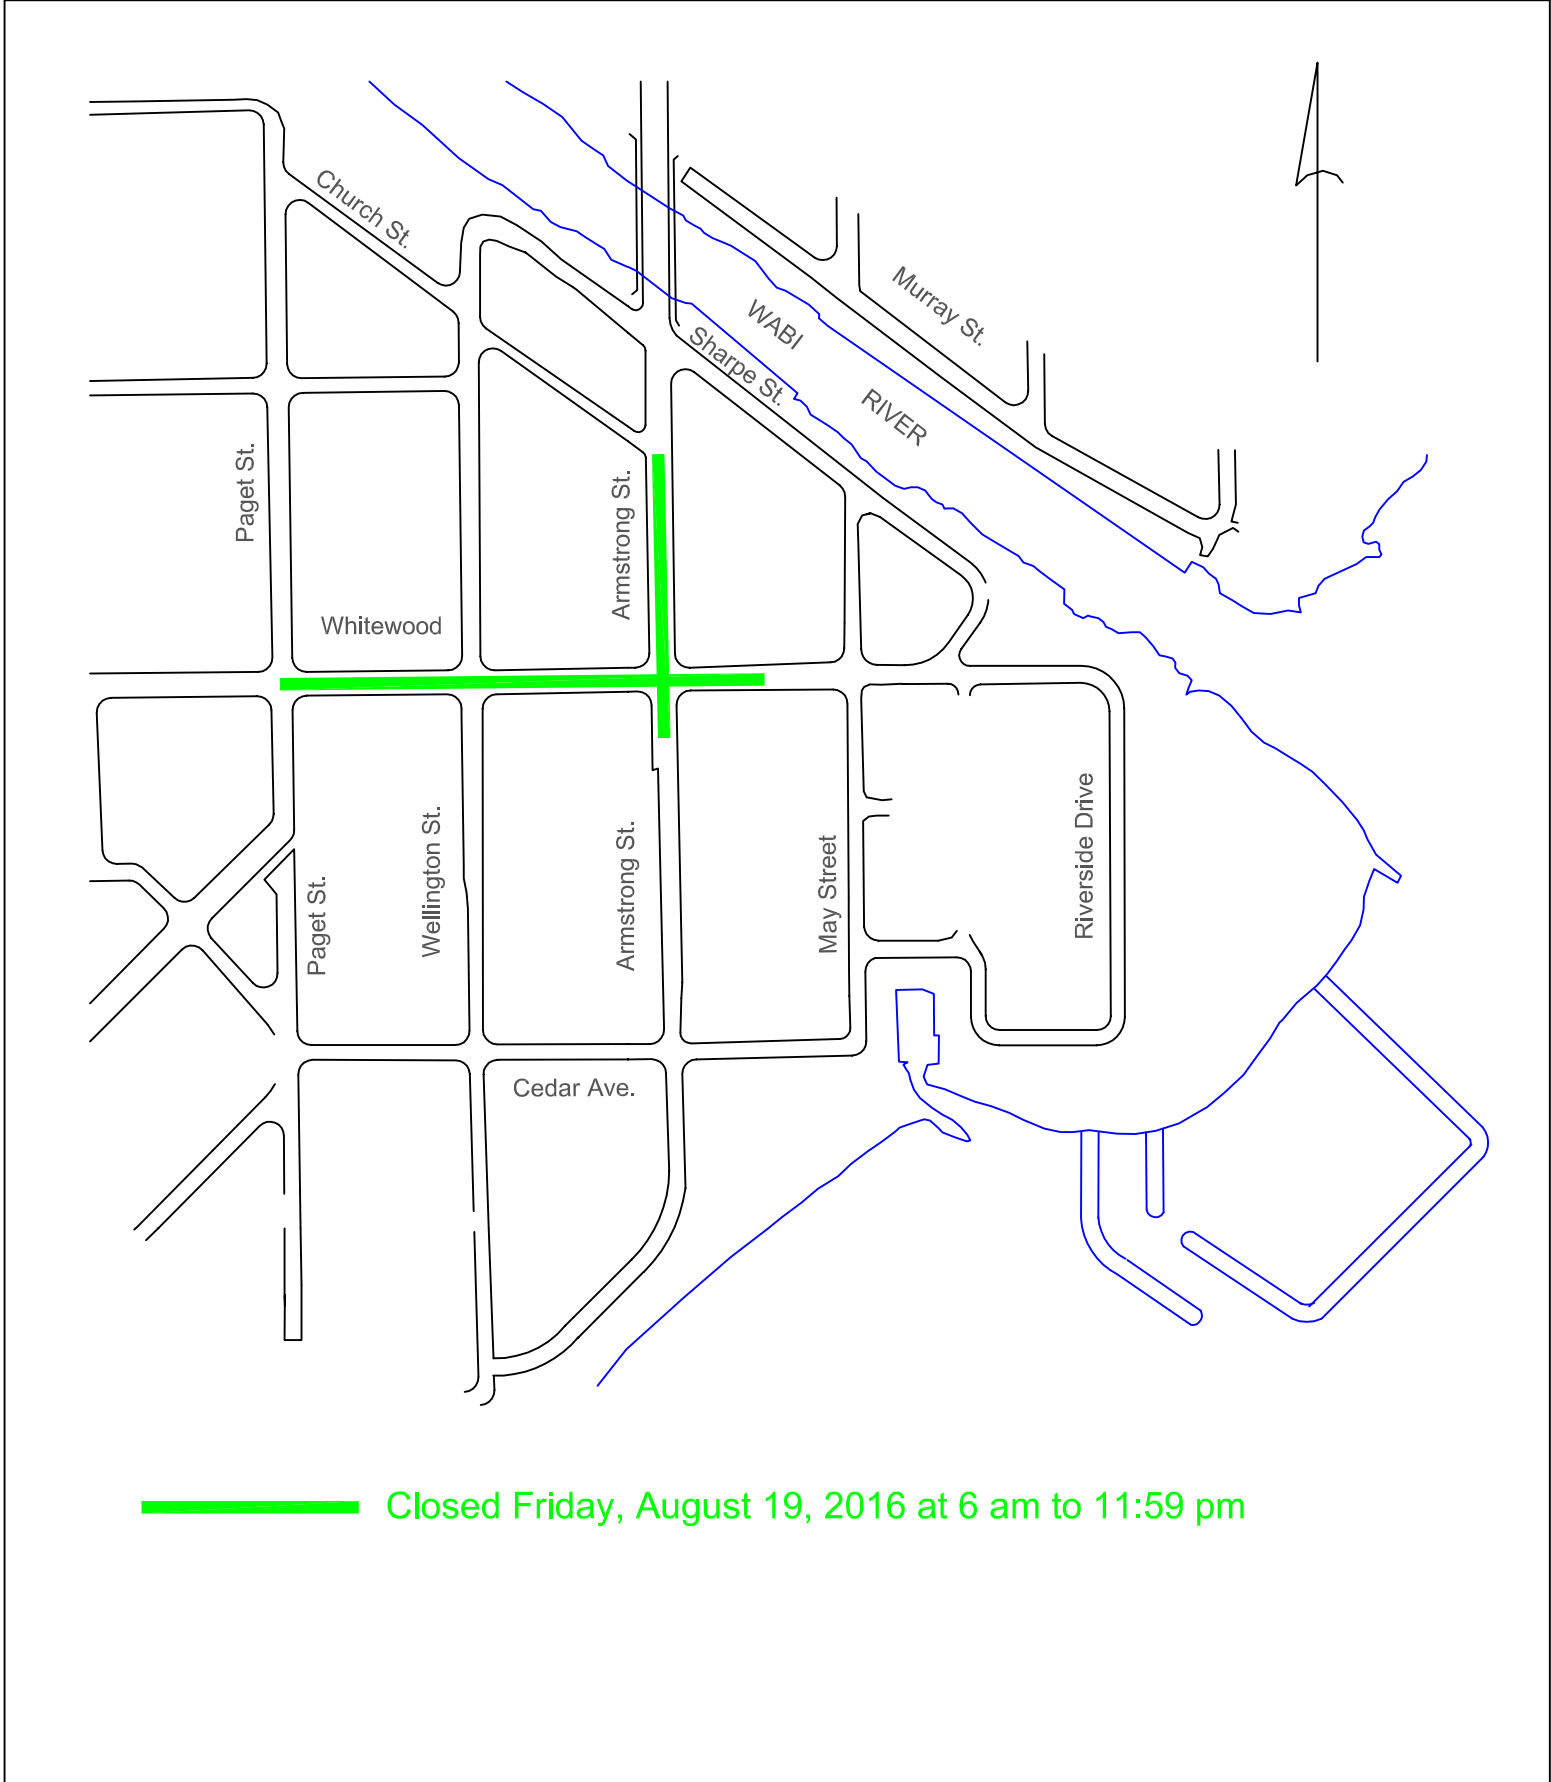 Church St.
Murray St.
WABI
Sharpe St.
RIVER
Paget St.
Armstrong St.
Whitewood
Riverside Drive
Wellington St.
Armstrong St.
May Street
Paget St.
Cedar Ave.
Closed Friday, August 19, 2016 at 6 am to 11:59 pm